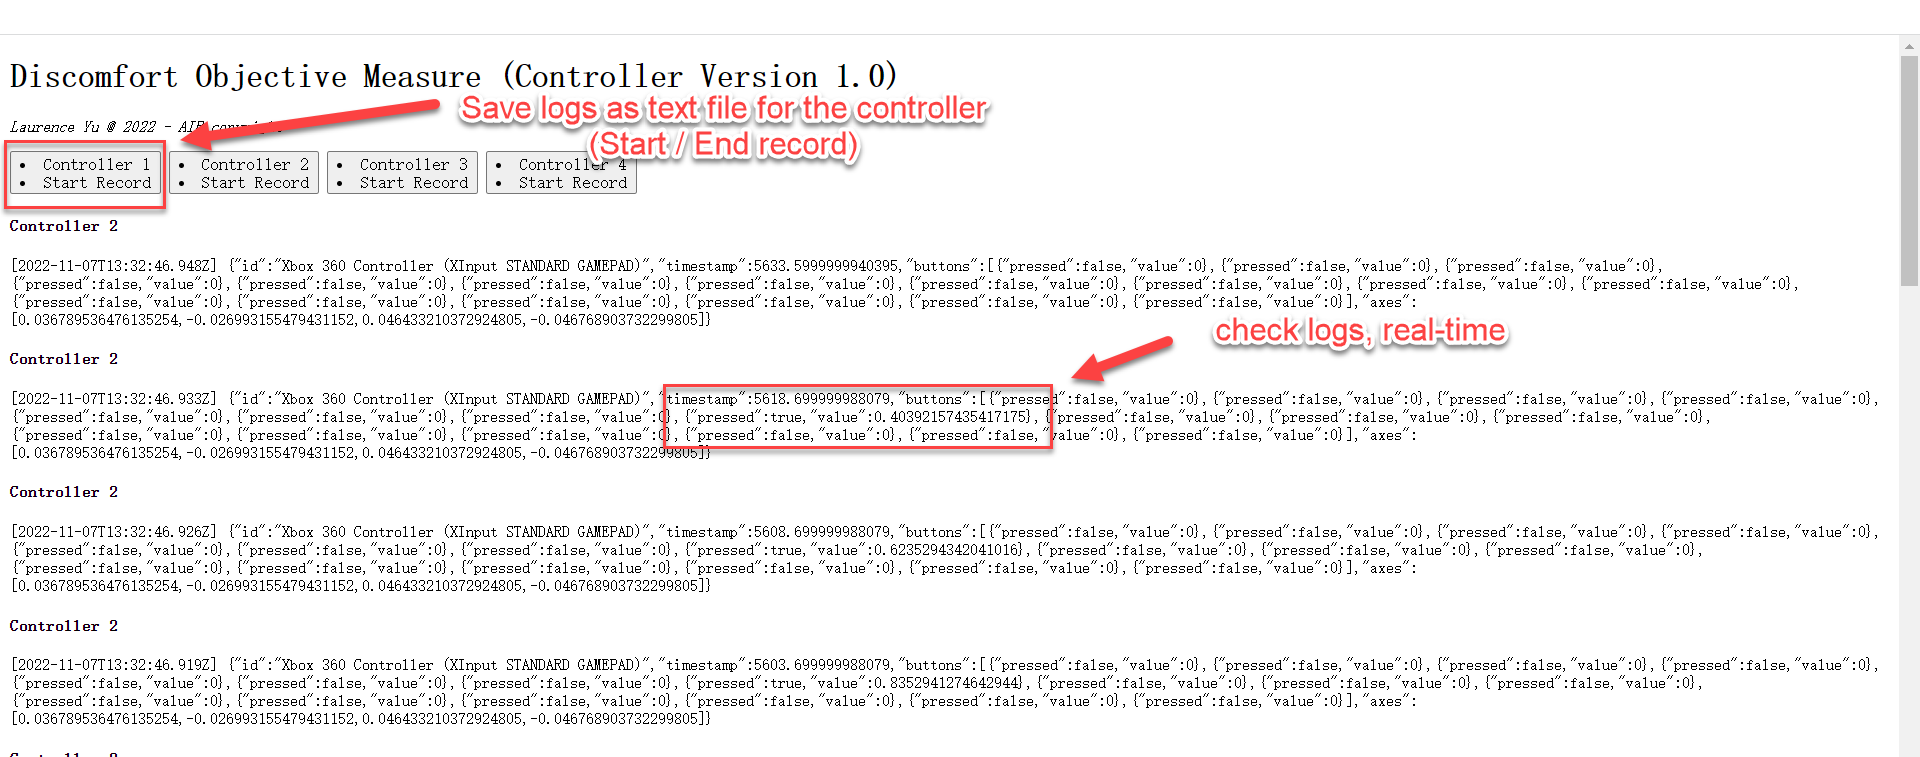 Discomfort Objective Measure (Controller Version 1.0)
Save logs as text file for the controller
(Start / End record)
Laurence Yu @ 2022 -
• Controller 1
• Start Record
• Controller 2
• Start Record
• Controller 3
• Start Record
• Controller 4
• Start Record
Controller 2
[2022-11-07T13:32:46.948Z] {"id":"Xbox 360 Controller (XInput STANDARD GAMEPAD)","timestamp":5633.5999999940395,"buttons":[{"pressed":false,"value":0},{"pressed":false,"value":0},{"pressed":false,"value":0},
{"pressed":false,"value":0},{"pressed":false,"value":0},{"pressed":false,"value":0},{"pressed":false,"value":0},{"pressed":false,"value":0},{"pressed":false,"value":0},{"pressed":false,"value":0},{"pressed":false,"value":0},
{"pressed":false,"value":0},{"pressed":false,"value":0},{"pressed":false,"value":0},{"pressed":false,"value":0},{"pressed":false,"value":0},{"pressed":false,"value":0}],"axes":
[0.036789536476135254,-0.026993155479431152,0.046433210372924805,-0.046768903732299805]}
check logs, real-time
Controller 2
[2022-11-07T13:32:46.933Z] {"id":"Xbox 360 Controller (XInput STANDARD GAMEPAD)","timestamp":5618.699999988079,"buttons":[{"pressed":false,"value":0},{"pressed":false,"value":0},{"pressed":false,"value":0},{"pressed":false,"value":0},
{"pressed":false,"value":0},{"pressed":false,"value":0},{"pressed":false,"value":0},{"pressed":true,"value":0.40392157435417175},{"pressed":false,"value":0},{"pressed":false,"value":0},{"pressed":false,"value":0},
{"pressed":false,"value":0},{"pressed":false,"value":0},{"pressed":false,"value":0},{"pressed":false,"value":0},{"pressed":false,"value":0},{"pressed":false,"value":0}],"axes":
[0.036789536476135254,-0.026993155479431152,0.046433210372924805,-0.046768903732299805]}
Controller 2
[2022-11-07T13:32:46.926Z] {"id":"Xbox 360 Controller (XInput STANDARD GAMEPAD)","timestamp":5608.699999988079,"buttons":[{"pressed":false,"value":0},{"pressed":false,"value":0},{"pressed":false,"value":0},{"pressed":false,"value":0},
{"pressed":false,"value":0},{"pressed":false,"value":0},{"pressed":false,"value":0},{"pressed":true,"value":0.6235294342041016},{"pressed":false,"value":0},{"pressed":false,"value":0},{"pressed":false,"value":0},
{"pressed":false,"value":0},{"pressed":false,"value":0},{"pressed":false,"value":0},{"pressed":false,"value":0},{"pressed":false,"value":0},{"pressed":false,"value":0}],"axes":
[0.036789536476135254,-0.026993155479431152,0.046433210372924805,-0.046768903732299805]}
Controller 2
[2022-11-07T13:32:46.919Z] {"id":"Xbox 360 Controller (XInput STANDARD GAMEPAD)","timestamp":5603.699999988079,"buttons":[{"pressed":false,"value":0},{"pressed":false,"value":0},{"pressed":false,"value":0},{"pressed":false,"value":0},
{"pressed":false,"value":0},{"pressed":false,"value":0},{"pressed":false,"value":0},{"pressed":true,"value":0.8352941274642944},{"pressed":false,"value":0},{"pressed":false,"value":0},{"pressed":false,"value":0},
{"pressed":false,"value":0},{"pressed":false,"value":0},{"pressed":false,"value":0},{"pressed":false,"value":0},{"pressed":false,"value":0},{"pressed":false,"value":0}],"axes":
[0.036789536476135254,-0.026993155479431152,0.046433210372924805,-0.046768903732299805]}